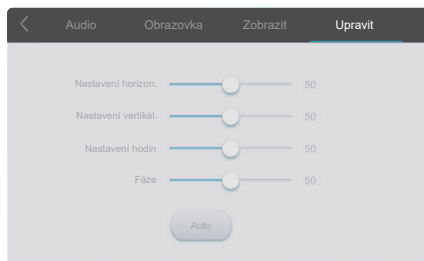 Audio Obrazovka Zobrazit Upravit
Nastavení horizon. 50
Nastavení vertikál. 50
Nastavení hodin 50
Fáze 50
Auto